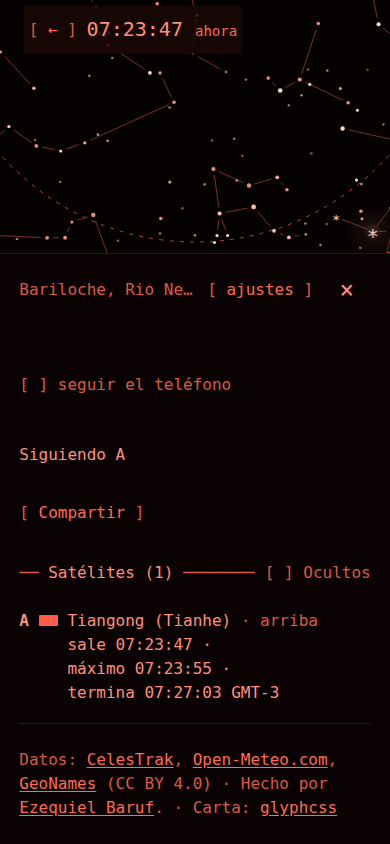 [ ← ] 07:23:47 ahora
Bariloche, Rio Ne… [ ajustes ] ×
[ ] seguir el teléfono
Siguiendo A
[ Compartir ]
── Satélites (1) ──────── [ ] Ocultos
A Tiangong (Tianhe) · arriba
sale 07:23:47 ·
máximo 07:23:55 ·
termina 07:27:03 GMT-3
Datos: CelesTrak, Open-Meteo.com,
GeoNames (CC BY 4.0) · Hecho por
Ezequiel Baruf. · Carta: glyphcss